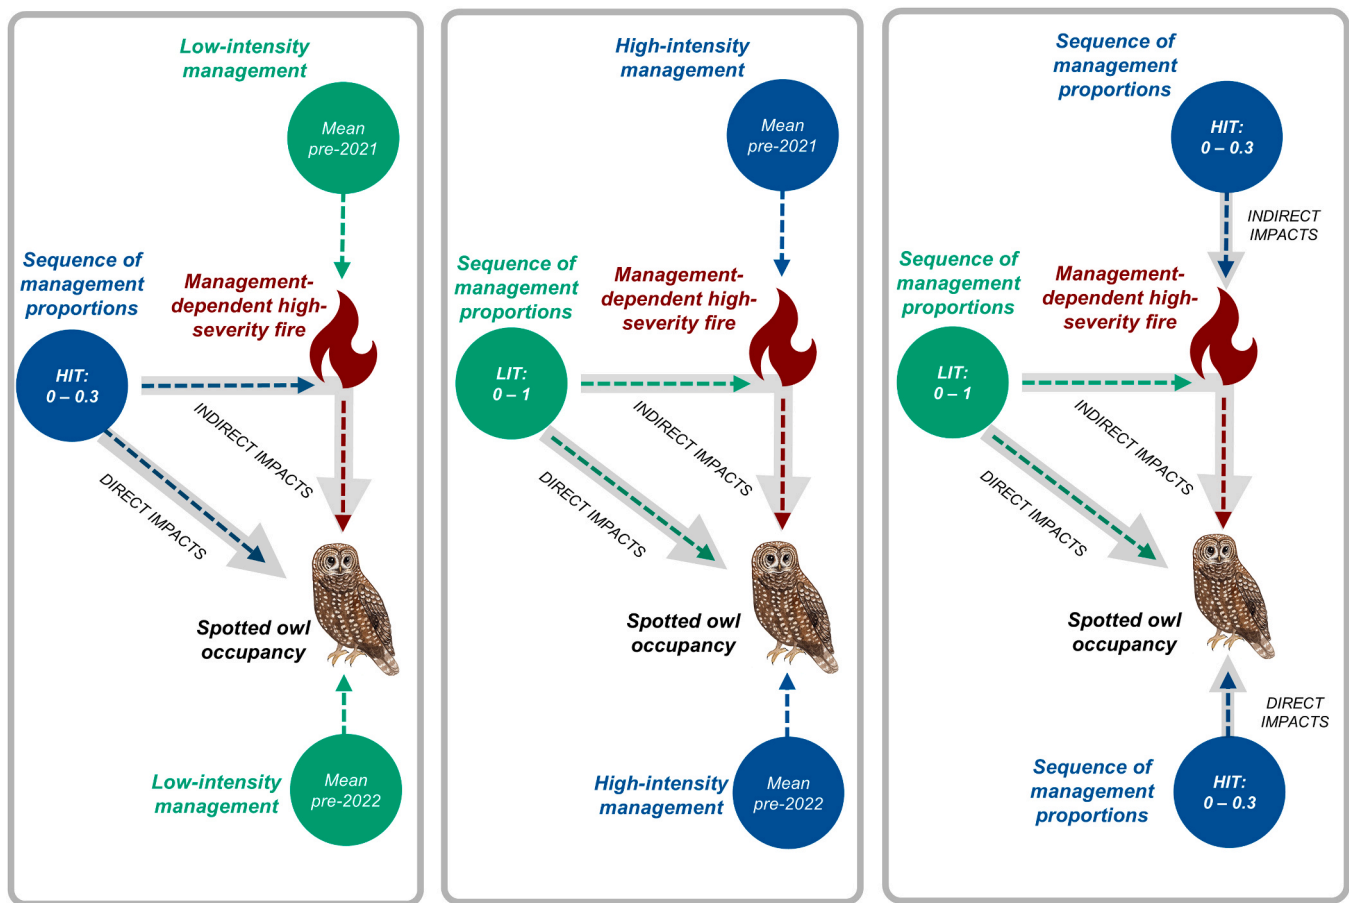 Low-intensity
management
Mean
pre-2021
Sequence of
management
proportions
Management-
dependent high-
severity fire
HIT:
0 – 0.3
INDIRECT IMPACTS
DIRECT IMPACTS
Spotted owl
occupancy
Low-intensity
management
Mean
pre-2022
High-intensity
management
Mean
pre-2021
Sequence of
management
proportions
Management-
dependent high-
severity fire
LIT:
0 – 1
INDIRECT IMPACTS
DIRECT IMPACTS
Spotted owl
occupancy
High-intensity
management
Mean
pre-2022
Sequence of
management
proportions
HIT:
0 – 0.3
INDIRECT
IMPACTS
Sequence of
management
proportions
Management-
dependent high-
severity fire
LIT:
0 – 1
INDIRECT IMPACTS
DIRECT IMPACTS
Spotted owl
occupancy
DIRECT
IMPACTS
Sequence of
management
proportions
HIT:
0 – 0.3